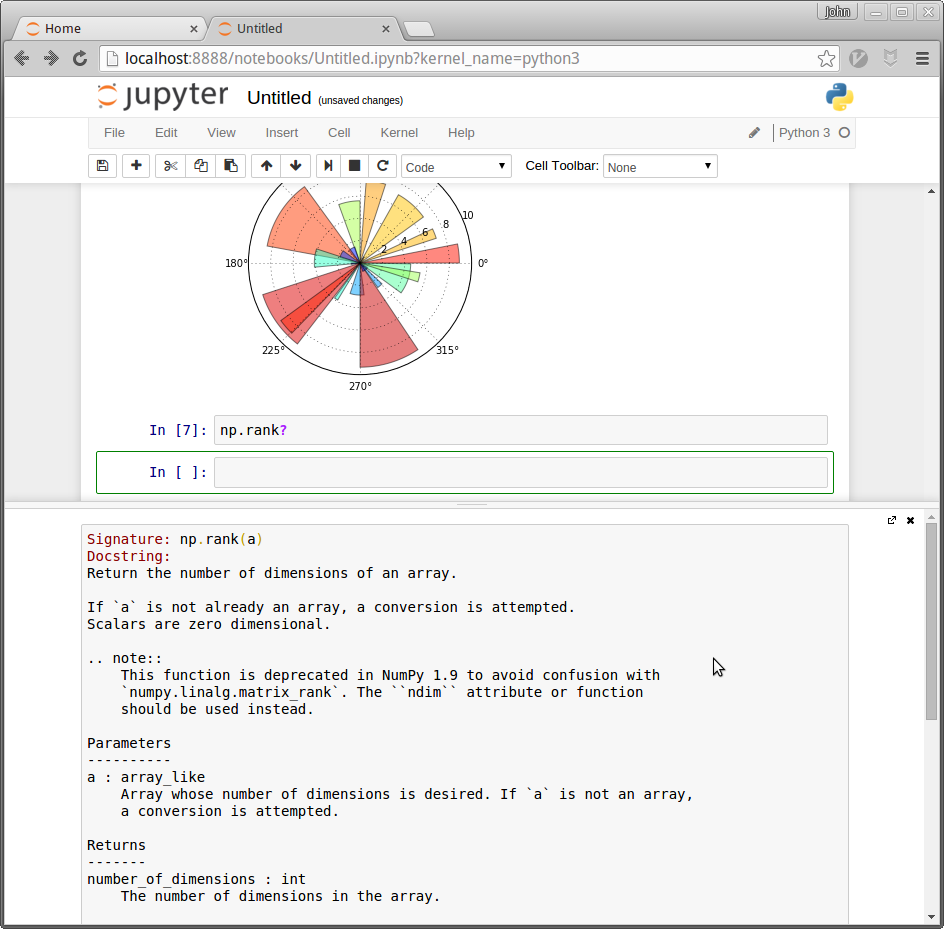 John
Home
Untitled
localhost:8888/notebooks/Untitled.ipynb?kernel_name=python3
jupyter Untitled (unsaved changes)
File Edit View Insert Cell Kernel Help Python 3
Code Cell Toolbar: None
10
8
6
4
2
180° 0°
225° 315°
270°
In [7]: np.rank?
In [ ]:
Signature: np.rank(a)
Docstring:
Return the number of dimensions of an array.
If `a` is not already an array, a conversion is attempted.
Scalars are zero dimensional.
.. note::
This function is deprecated in NumPy 1.9 to avoid confusion with
`numpy.linalg.matrix_rank`. The ``ndim`` attribute or function
should be used instead.
Parameters
----------
a : array_like
Array whose number of dimensions is desired. If `a` is not an array,
a conversion is attempted.
Returns
-------
number_of_dimensions : int
The number of dimensions in the array.